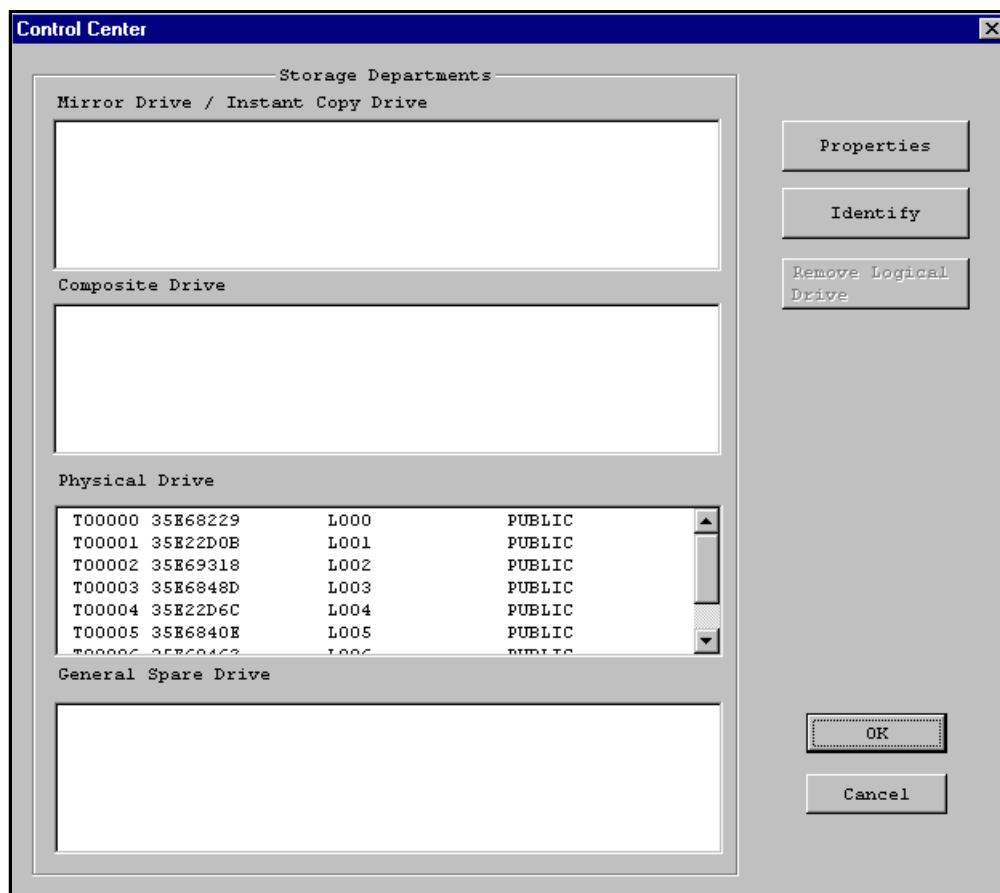 Control Center
Storage Departments
Mirror Drive / Instant Copy Drive
Composite Drive
Physical Drive
T00000 35E68229 L000 PUBLIC
T00001 35E22D0B L001 PUBLIC
T00002 35E69318 L002 PUBLIC
T00003 35E6848D L003 PUBLIC
T00004 35E22D6C L004 PUBLIC
T00005 35E6840E L005 PUBLIC
General Spare Drive
Properties
Identify
Remove Logical
Drive
OK
Cancel